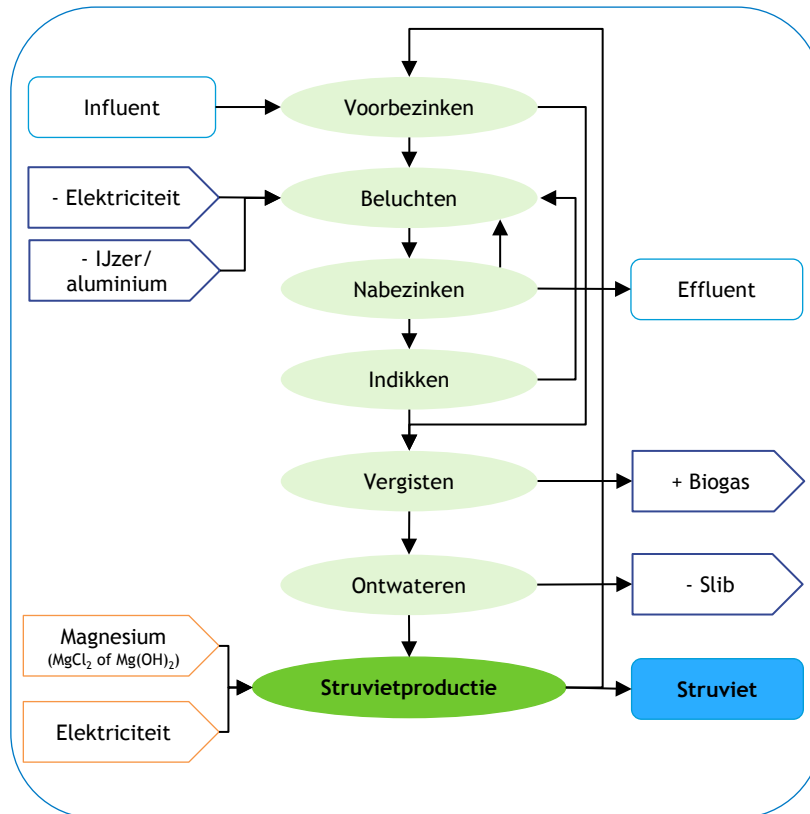 Influent
Voorbezinken
- Elektriciteit
Beluchten
- IJzer/
aluminium
Nabezinken
Effluent
Indikken
Vergisten
+ Biogas
Ontwateren
- Slib
Magnesium
(MgCl₂ of Mg(OH)₂)
Struvietproductie
Struviet
Elektriciteit